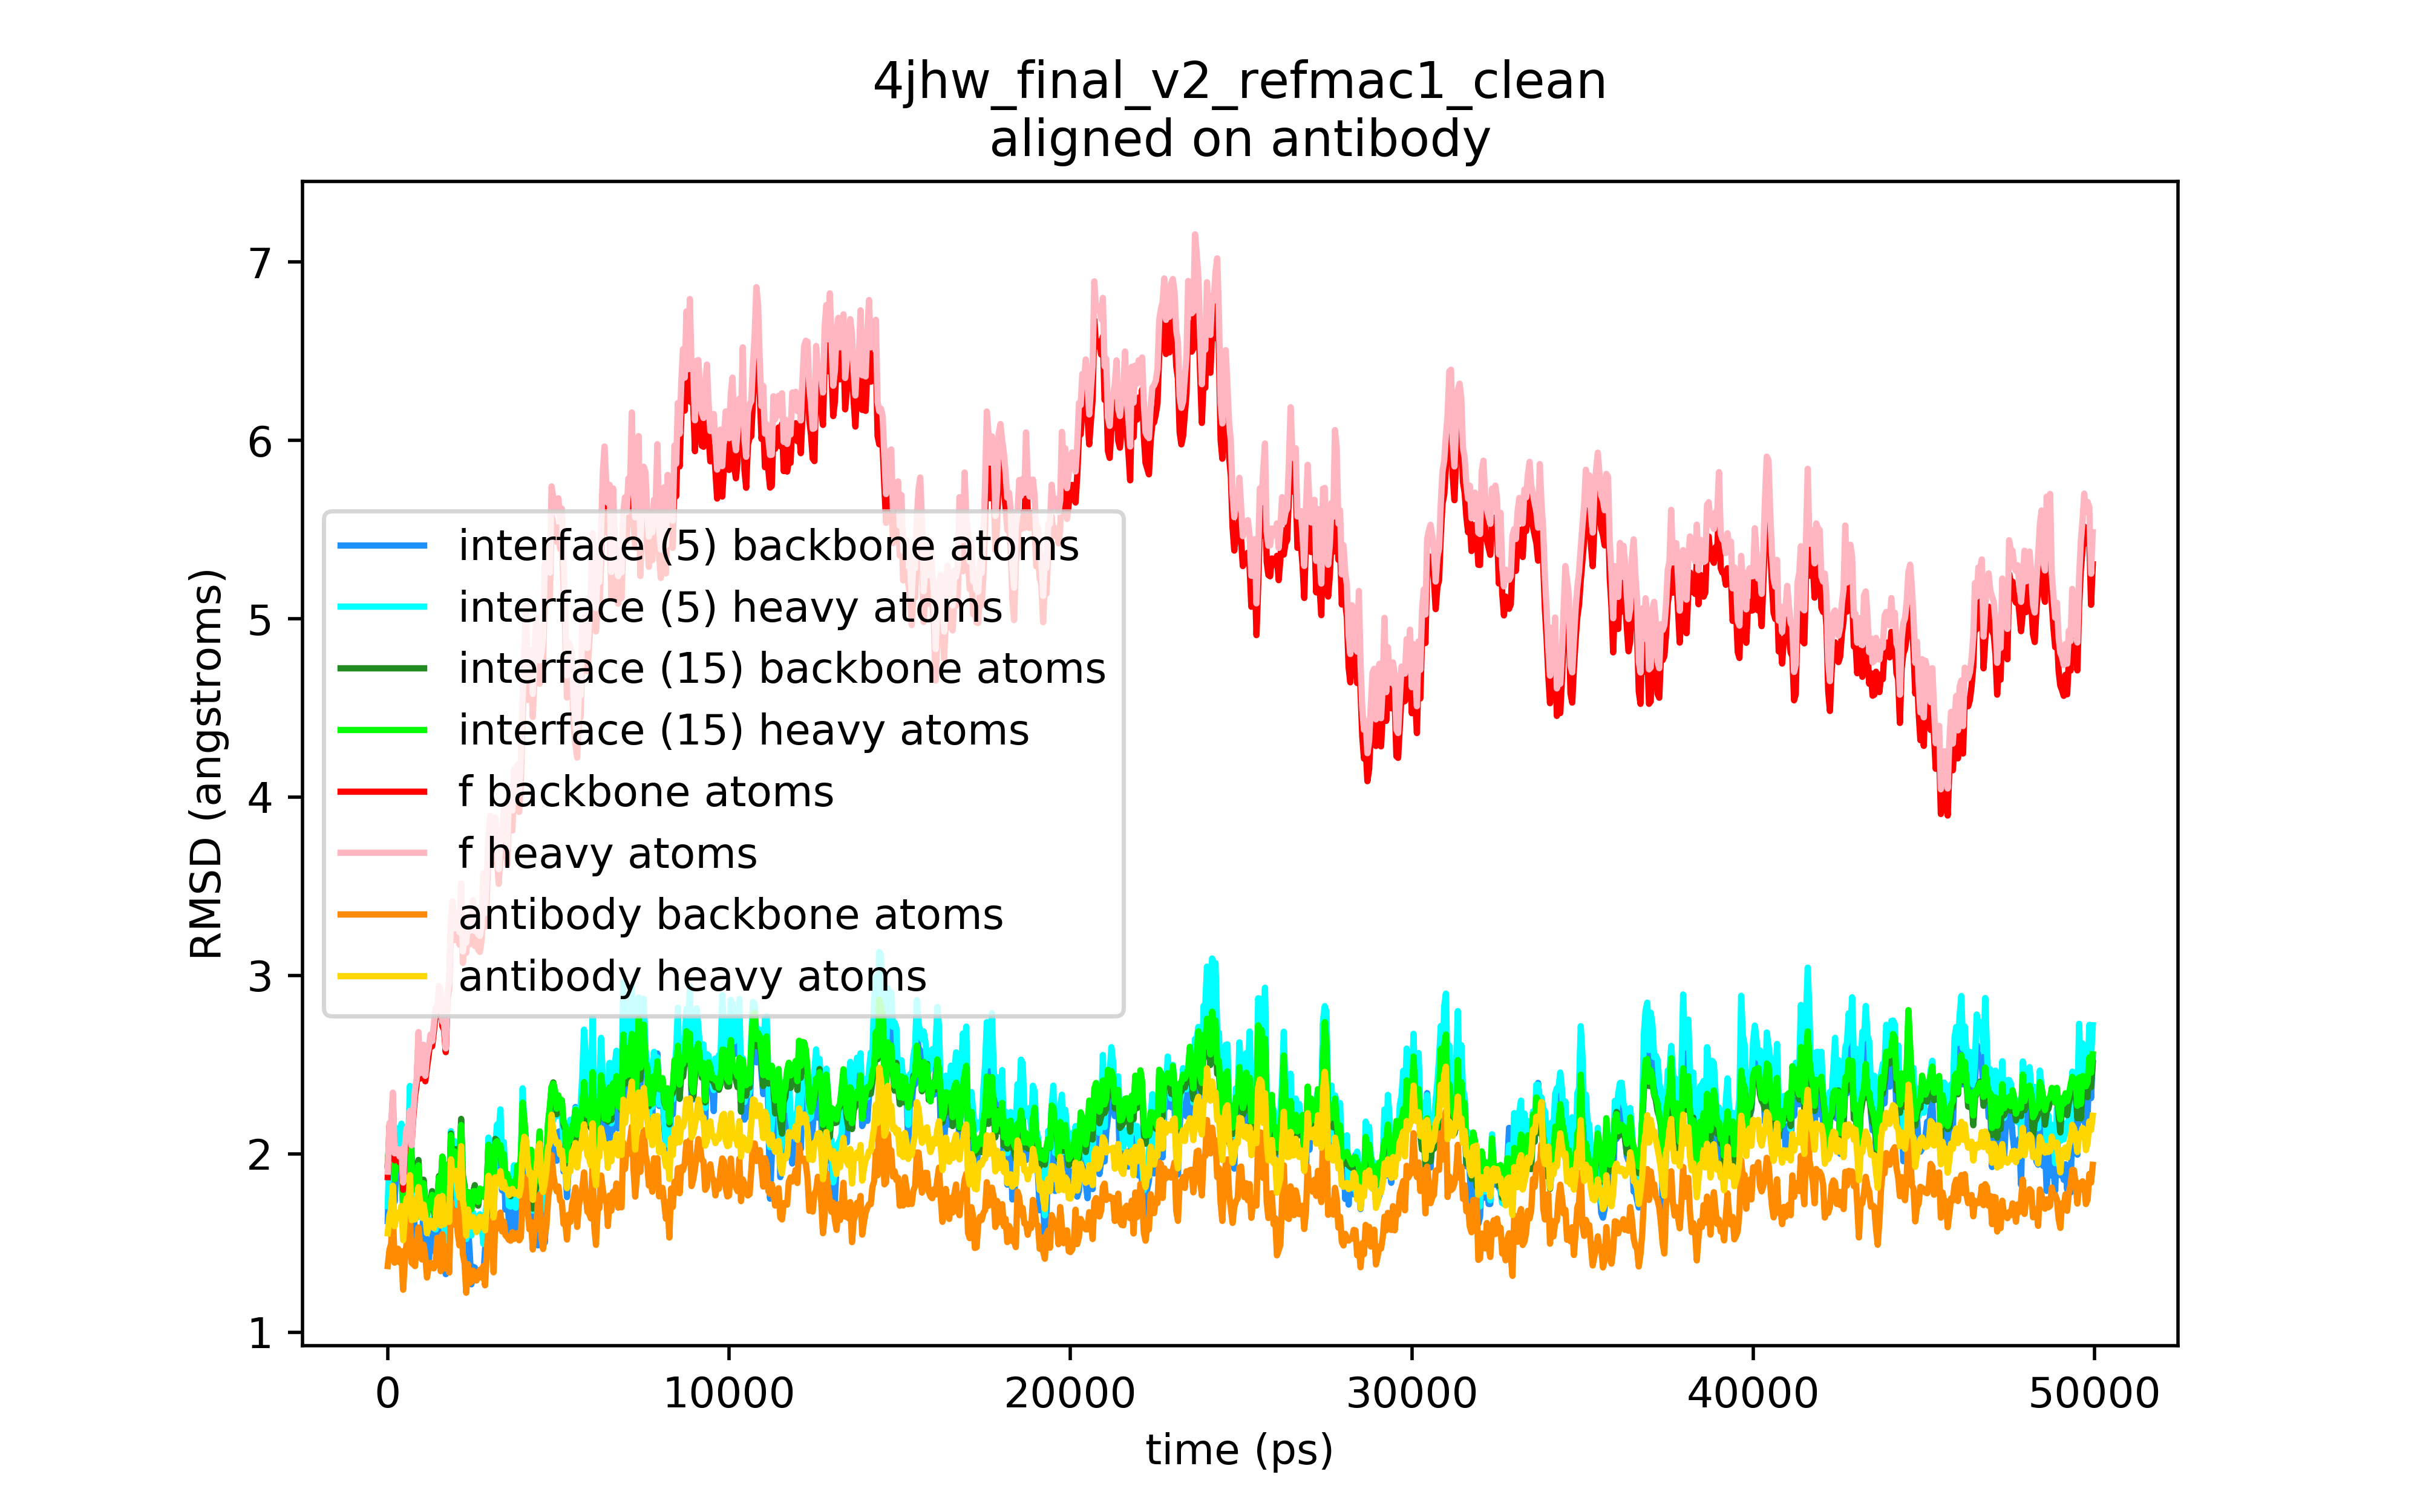 4jhw_final_v2_refmac1_clean
aligned on antibody
RMSD (angstroms)
7
6
5
4
3
2
1
interface (5) backbone atoms
interface (5) heavy atoms
interface (15) backbone atoms
interface (15) heavy atoms
f backbone atoms
f heavy atoms
antibody backbone atoms
antibody heavy atoms
0 10000 20000 30000 40000 50000
time (ps)